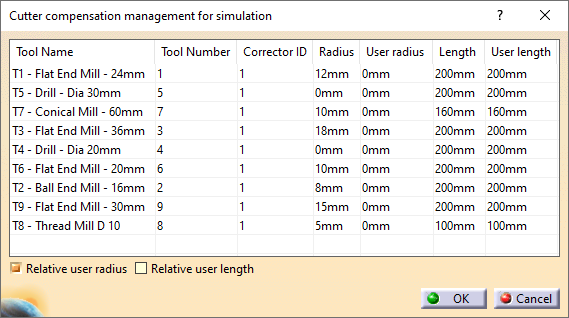 Cutter compensation management for simulation ? ×
Tool Name Tool Number Corrector ID Radius User radius Length User length
T1 - Flat End Mill - 24mm 1 1 12mm 0mm 200mm 200mm
T5 - Drill - Dia 30mm 5 1 0mm 0mm 200mm 200mm
T7 - Conical Mill - 60mm 7 1 10mm 0mm 160mm 160mm
T3 - Flat End Mill - 36mm 3 1 18mm 0mm 200mm 200mm
T4 - Drill - Dia 20mm 4 1 0mm 0mm 200mm 200mm
T6 - Flat End Mill - 20mm 6 1 10mm 0mm 200mm 200mm
T2 - Ball End Mill - 16mm 2 1 8mm 0mm 200mm 200mm
T9 - Flat End Mill - 30mm 9 1 15mm 0mm 200mm 200mm
T8 - Thread Mill D 10 8 1 5mm 0mm 100mm 100mm
Relative user radius Relative user length
OK Cancel